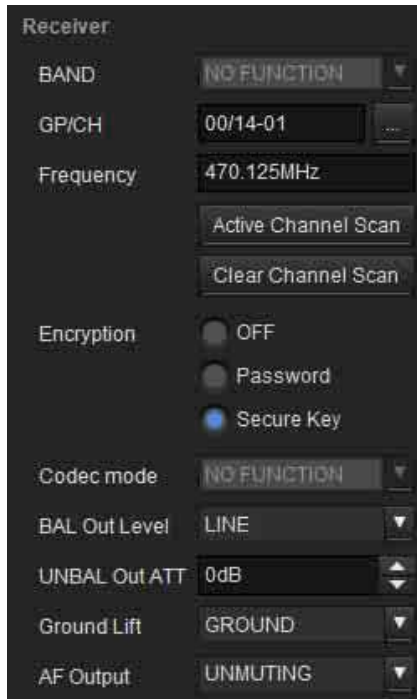 Receiver
BAND NO FUNCTION
GP/CH 00/14-01 ...
Frequency 470.125MHz
Active Channel Scan
Clear Channel Scan
Encryption OFF
Password
Secure Key
Codec mode NO FUNCTION
BAL Out Level LINE
UNBAL Out ATT 0dB
Ground Lift GROUND
AF Output UNMUTING